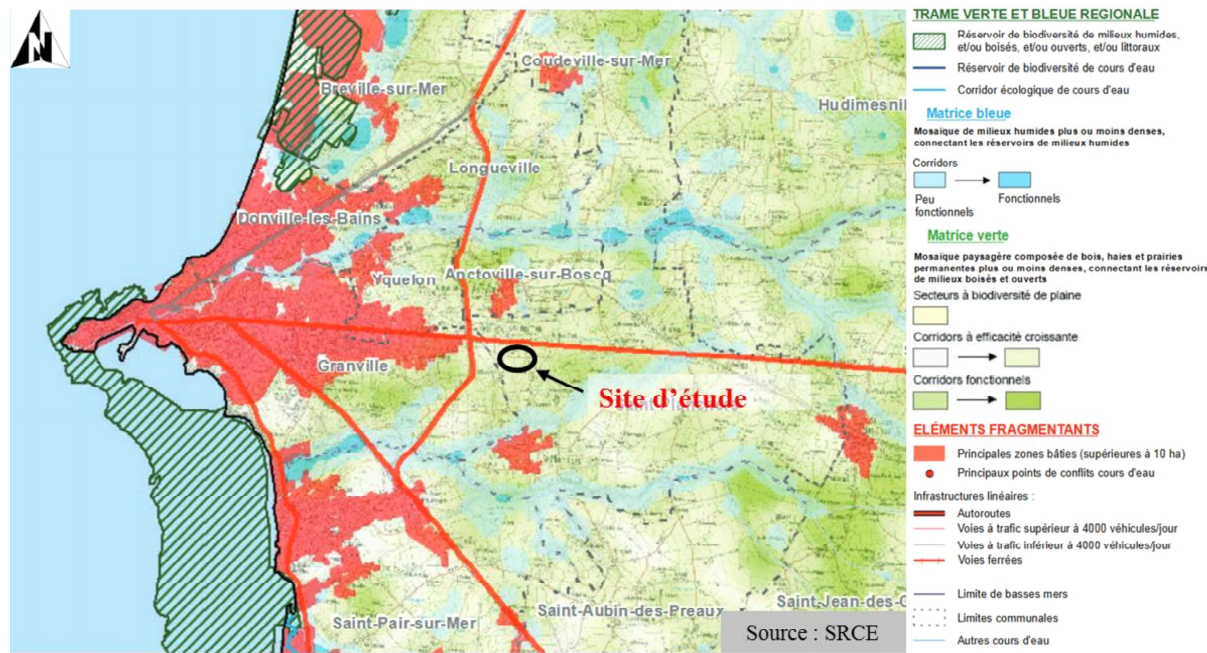 N
Coudeville-sur-Mer
Breville-sur-Mer
Hudimesnil
Longueville
Donville-les-Bains
Anctoville-sur-Boscq
Yquelon
Granville
Site d'étude
Saint-Aubin-des-Preaux
Saint-Jean-des-C
Saint-Pair-sur-Mer
Source : SRCE
TRAME VERTE ET BLEUE REGIONALE
Réservoir de biodiversité de milieux humides,
et/ou boisés, et/ou ouverts, et/ou littoraux
Réservoir de biodiversité de cours d'eau
Corridor écologique de cours d'eau
Matrice bleue
Mosaïque de milieux humides plus ou moins denses,
connectant les réservoirs de milieux humides
Corridors
Peu
fonctionnels
Fonctionnels
Matrice verte
Mosaïque paysagère composée de bois, haies et prairies
permanentes plus ou moins denses, connectant les réservoirs
de milieux boisés et ouverts
Secteurs à biodiversité de plaine
Corridors à efficacité croissante
Corridors fonctionnels
ELÉMENTS FRAGMENTANTS
Principales zones bâties (supérieures à 10 ha)
Principaux points de conflits cours d'eau
Infrastructures linéaires :
Autoroutes
Voies à trafic supérieur à 4000 véhicules/jour
Voies à trafic inférieur à 4000 véhicules/jour
Voies ferrées
Limite de basses mers
Limites communales
Autres cours d'eau